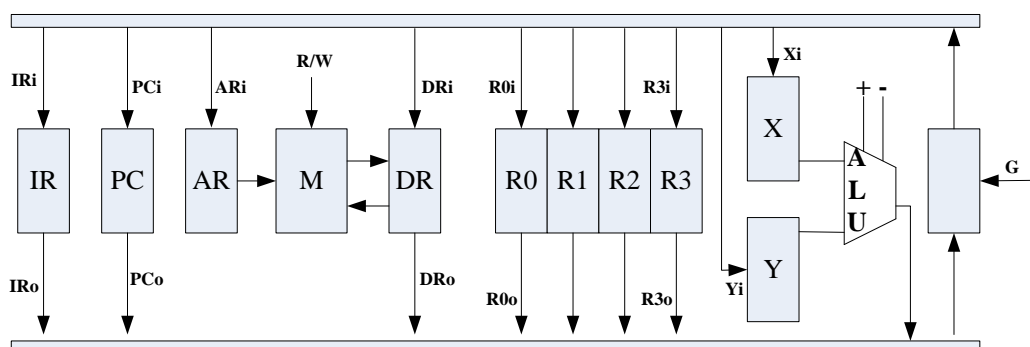 IRi
PCi
ARi
R/W
DRi
R0i
R3i
Xi
+ -
IR
PC
AR
M
DR
R0
R1
R2
R3
X
A
L
U
G
Y
Yi
IRo
PCo
DRo
R0o
R3o